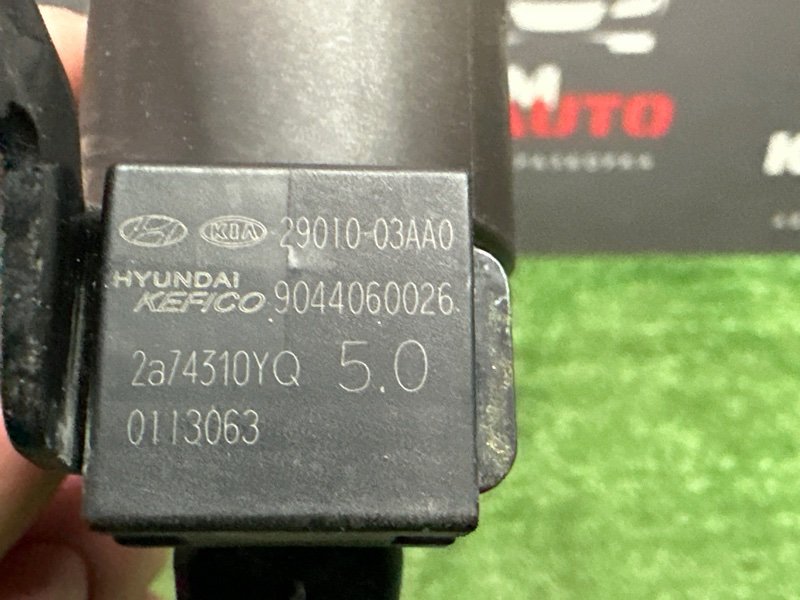 KIA 29010-03AA0
HYUNDAI
KEFICO 9044060026
2a74310YQ 5.0
0113063
AUTO